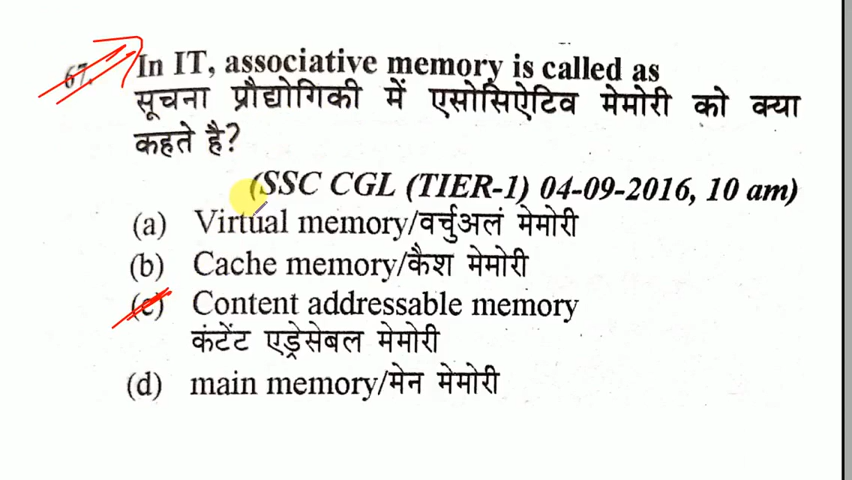 67. In IT, associative memory is called as
सूचना प्रौद्योगिकी में एसोसिऐटिव मेमोरी को क्या
कहते है?
(SSC CGL (TIER-1) 04-09-2016, 10 am)
(a) Virtual memory/वर्चुअलं मेमोरी
(b) Cache memory/कैश मेमोरी
(c) Content addressable memory
कंटेंट एड्रेसेबल मेमोरी
(d) main memory/मेन मेमोरी